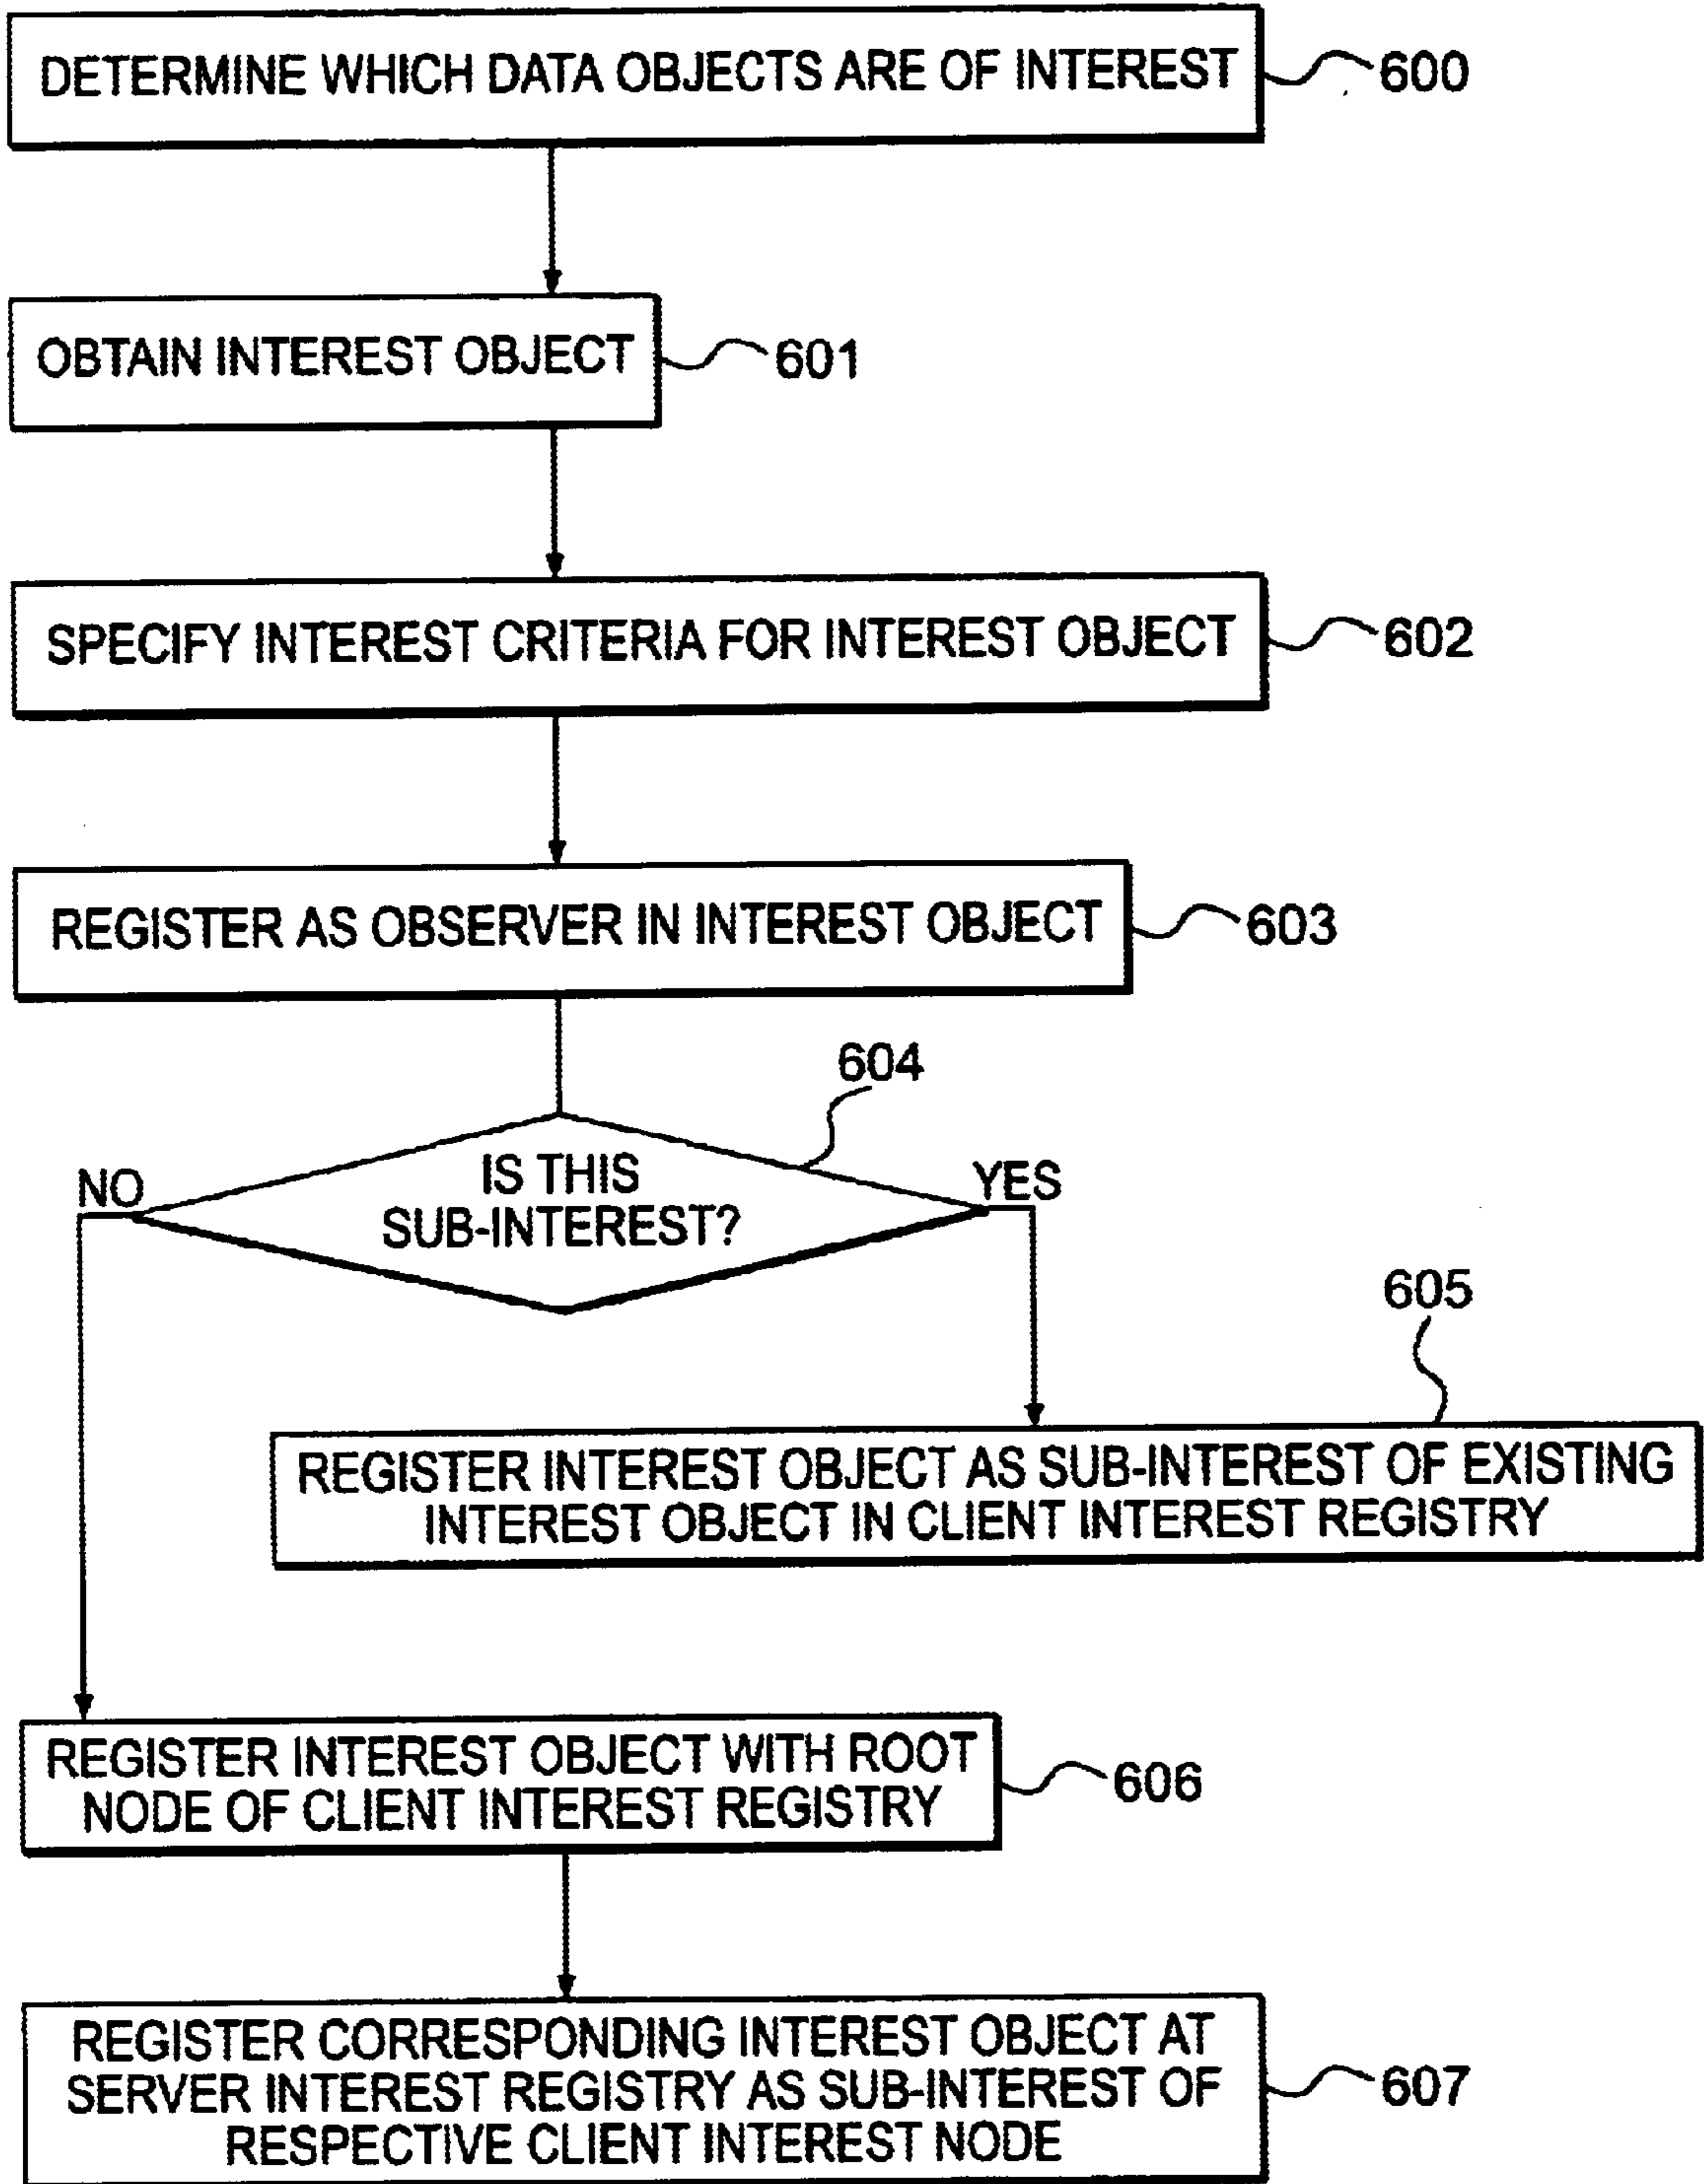 DETERMINE WHICH DATA OBJECTS ARE OF INTEREST
600
OBTAIN INTEREST OBJECT
601
SPECIFY INTEREST CRITERIA FOR INTEREST OBJECT
602
REGISTER AS OBSERVER IN INTEREST OBJECT
603
604
IS THIS
SUB-INTEREST?
NO
YES
605
REGISTER INTEREST OBJECT AS SUB-INTEREST OF EXISTING
INTEREST OBJECT IN CLIENT INTEREST REGISTRY
REGISTER INTEREST OBJECT WITH ROOT
NODE OF CLIENT INTEREST REGISTRY
606
REGISTER CORRESPONDING INTEREST OBJECT AT
SERVER INTEREST REGISTRY AS SUB-INTEREST OF
RESPECTIVE CLIENT INTEREST NODE
607